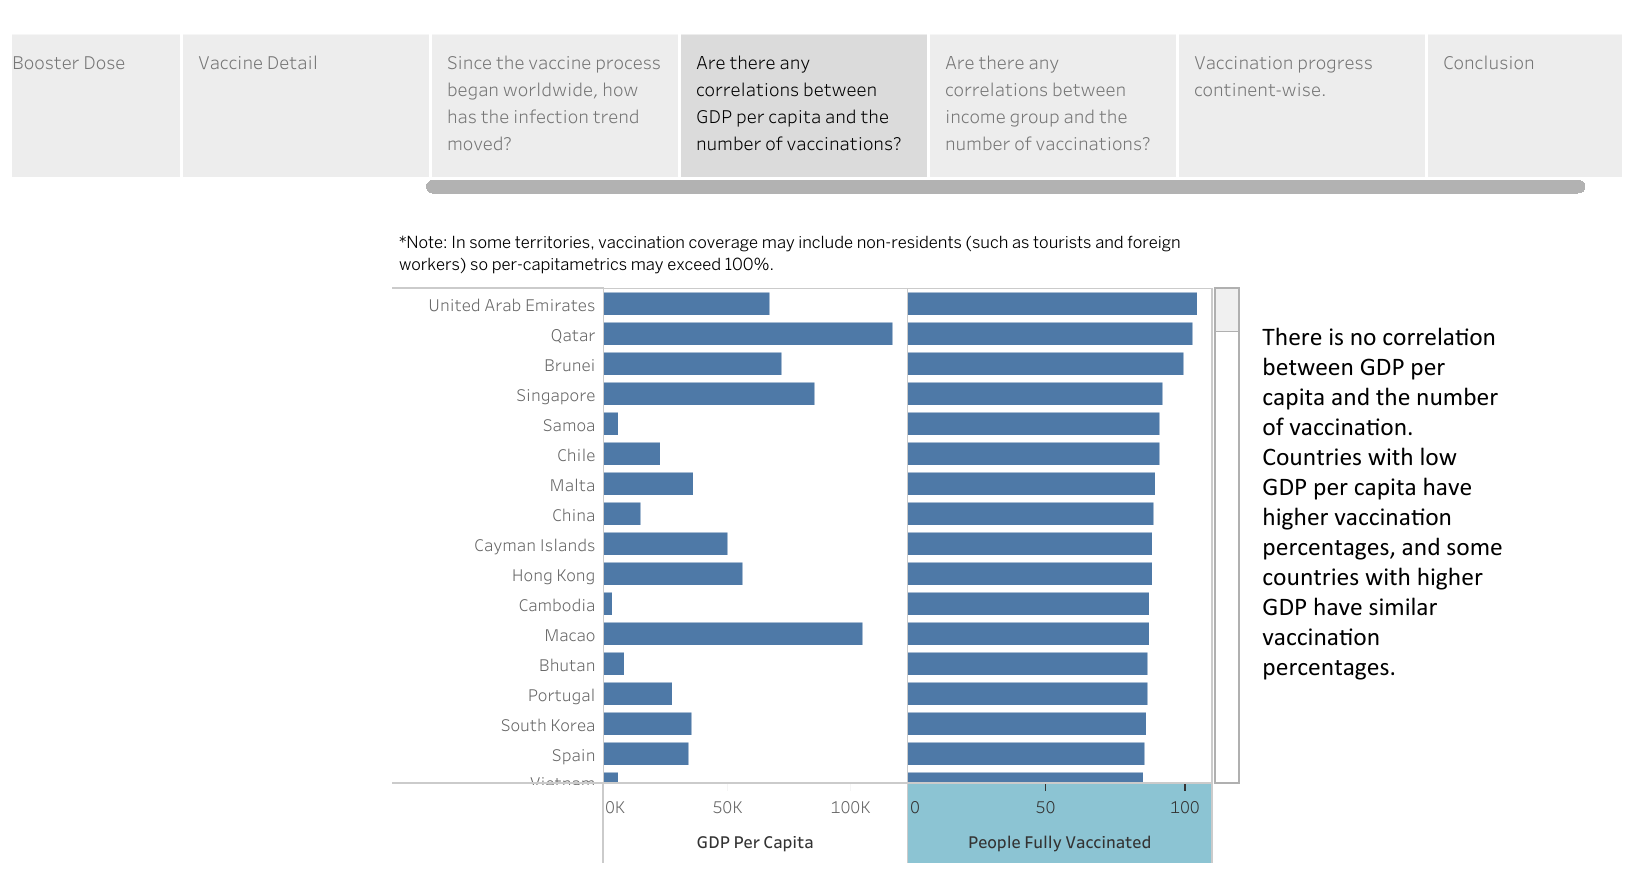 Booster Dose
Vaccine Detail
Since the vaccine process
began worldwide, how
has the infection trend
moved?
Are there any
correlations between
GDP per capita and the
number of vaccinations?
Are there any
correlations between
income group and the
number of vaccinations?
Vaccination progress
continent-wise.
Conclusion
*Note: In some territories, vaccination coverage may include non-residents (such as tourists and foreign
workers) so per-capitametrics may exceed 100%.
United Arab Emirates
Qatar
Brunei
Singapore
Samoa
Chile
Malta
China
Cayman Islands
Hong Kong
Cambodia
Macao
Bhutan
Portugal
South Korea
Spain
Vietnam
0K 50K 100K
GDP Per Capita
0 50 100
People Fully Vaccinated
There is no correlation
between GDP per
capita and the number
of vaccination.
Countries with low
GDP per capita have
higher vaccination
percentages, and some
countries with higher
GDP have similar
vaccination
percentages.